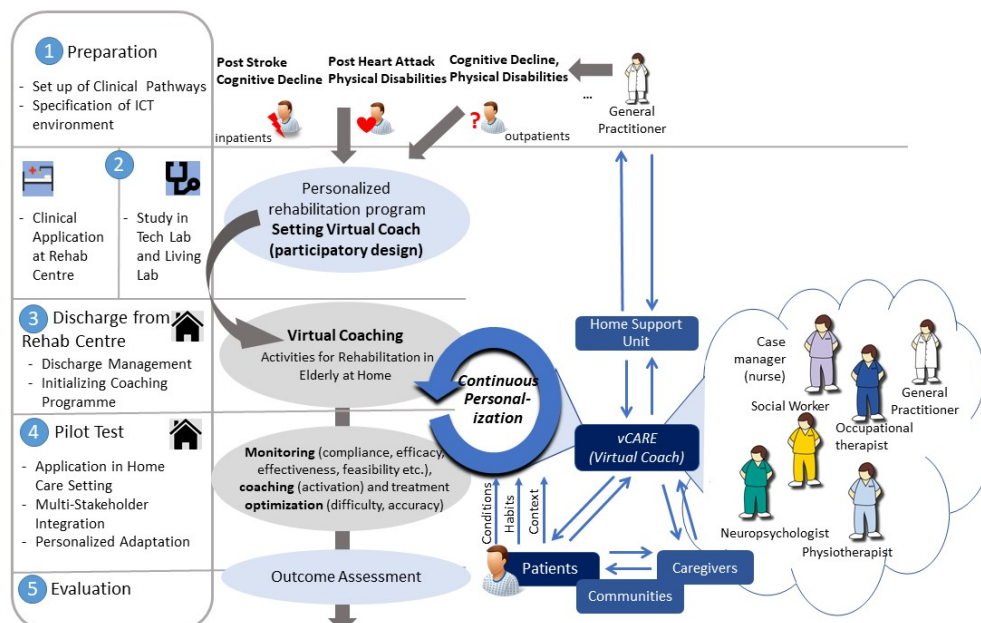 1 Preparation
- Set up of Clinical Pathways
- Specification of ICT
environment
Post Stroke
Cognitive Decline
Post Heart Attack
Physical Disabilities
Cognitive Decline,
Physical Disabilities
...
General
Practitioner
inpatients
?
outpatients
2
- Clinical
Application
at Rehab
Centre
- Study in
Tech Lab
and Living
Lab
Personalized
rehabilitation program
Setting Virtual Coach
(participatory design)
3 Discharge from
Rehab Centre
- Discharge Management
- Initializing Coaching
Programme
Virtual Coaching
Activities for Rehabilitation in
Elderly at Home
Continuous
Personal-
ization
Home Support
Unit
4 Pilot Test
- Application in Home
Care Setting
- Multi-Stakeholder
Integration
- Personalized Adaptation
Monitoring (compliance, efficacy,
effectiveness, feasibility etc.),
coaching (activation) and treatment
optimization (difficulty, accuracy)
vCARE
(Virtual Coach)
Conditions
Habits
Context
Case
manager
(nurse)
General
Practitioner
Social Worker
Occupational
therapist
Neuropsychologist
Physiotherapist
5 Evaluation
Outcome Assessment
Patients
Caregivers
Communities